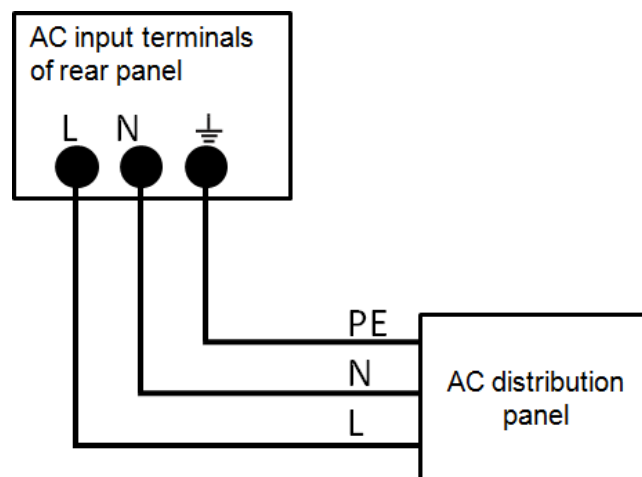 AC input terminals
of rear panel
L N
PE
N
AC distribution
panel
L